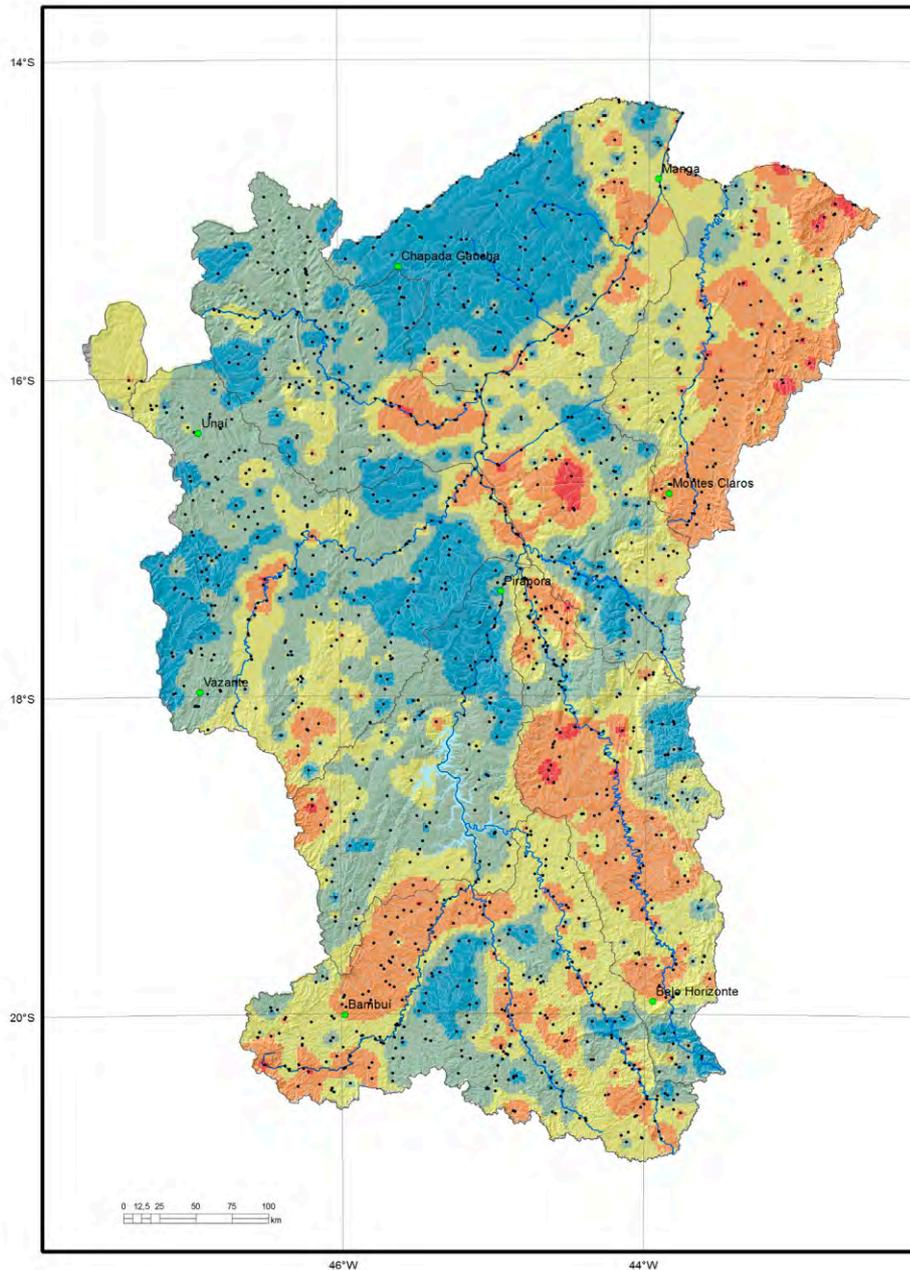 14°S
Manga
Chapada Gaucha
16°S
Unaí
Montes Claros
Pirapora
18°S
Vazante
Belo Horizonte
20°S
Bambuí
0 12,5 25 50 75 100
km
46°W 44°W